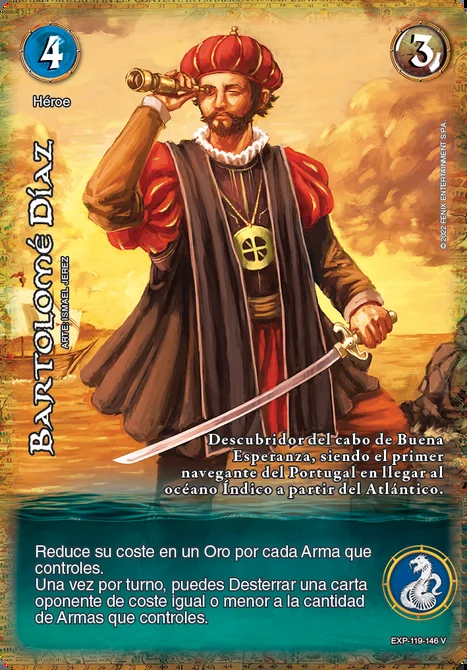 4
3
Héroe
Bartolomé Díaz
ARTE: ISMAEL JEREZ
© 2022 FENIX ENTERTAINMENT S.P.A.
Descubridor del cabo de Buena
Esperanza, siendo el primer
navegante del Portugal en llegar al
océano Índico a partir del Atlántico.
Reduce su coste en un Oro por cada Arma que
controles.
Una vez por turno, puedes Desterrar una carta
oponente de coste igual o menor a la cantidad
de Armas que controles.
EXP-119-146 V